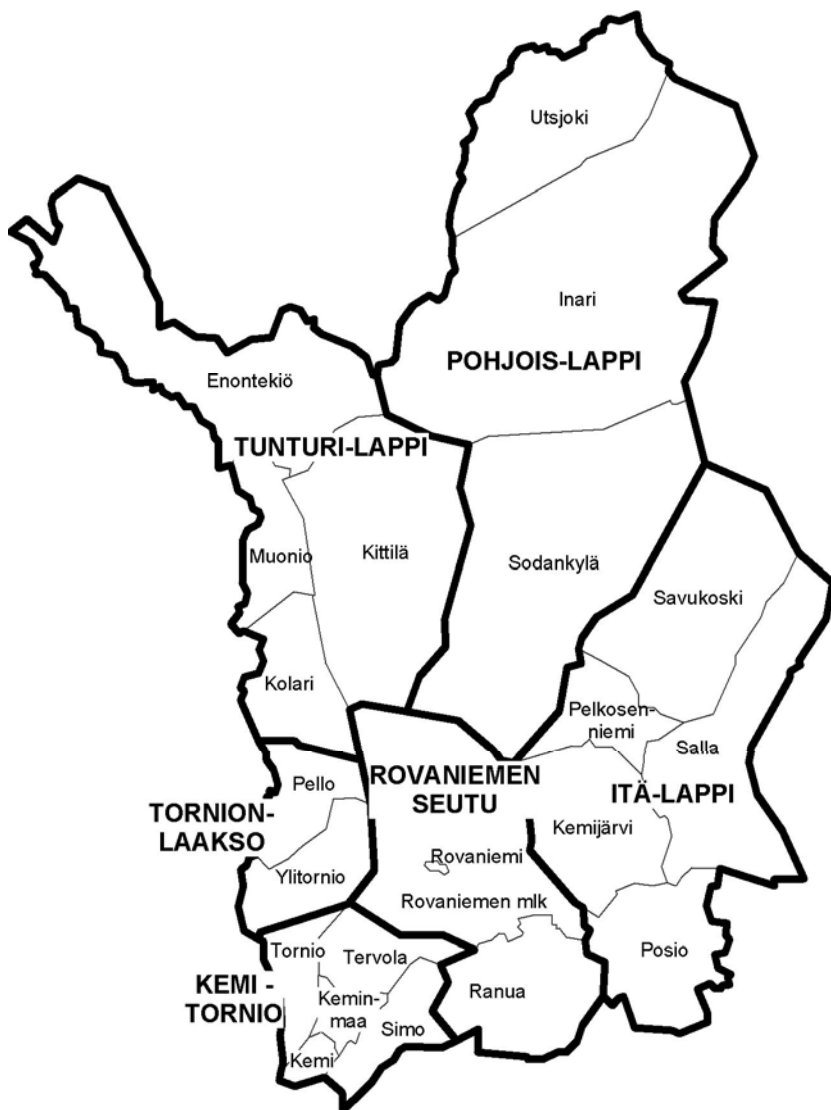 Utsjoki
Inari
POHJOIS-LAPPI
Enontekiö
TUNTURI-LAPPI
Muonio
Kittilä
Sodankylä
Savukoski
Kolari
Pelkosen-
niemi
Salla
Pello
ROVANIEMEN
SEUTU
ITÄ-LAPPI
TORNION-
LAAKSO
Kemijärvi
Rovaniemi
Ylitornio
Rovaniemen mlk
Tornio
Tervola
Posio
KEMI -
TORNIO
Kemin-
maa
Ranua
Simo
Kemi